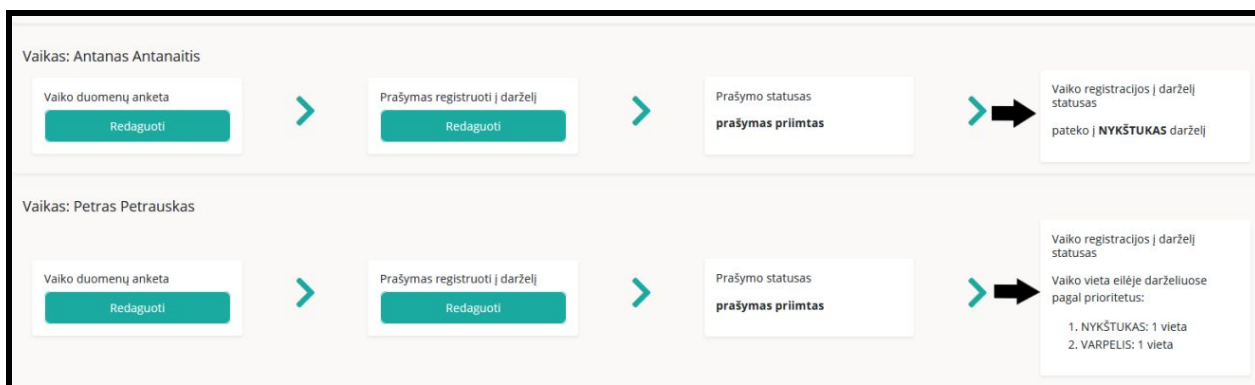 Vaikas: Antanas Antanaitis
Vaiko duomenų anketa
Redaguoti
Prašymas registruoti į darželį
Redaguoti
Prašymo statusas
prašymas priimtas
Vaiko registracijos į darželį
statusas
pateko į NYKŠTUKAS darželį
Vaikas: Petras Petrauskas
Vaiko duomenų anketa
Redaguoti
Prašymas registruoti į darželį
Redaguoti
Prašymo statusas
prašymas priimtas
Vaiko registracijos į darželį
statusas
Vaiko vieta eilėje darželiuose
pagal prioritetus:
1. NYKŠTUKAS: 1 vieta
2. VARPELIS: 1 vieta